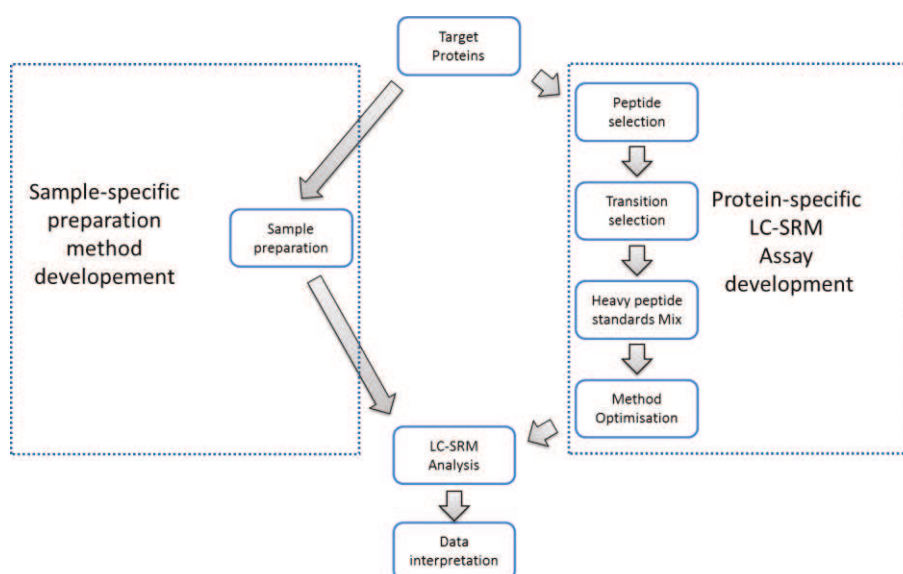 Target
Proteins
Peptide
selection
Sample-specific
preparation
method
developement
Sample
preparation
Transition
selection
Protein-specific
LC-SRM
Assay
development
Heavy peptide
standards Mix
Method
Optimisation
LC-SRM
Analysis
Data
interpretation